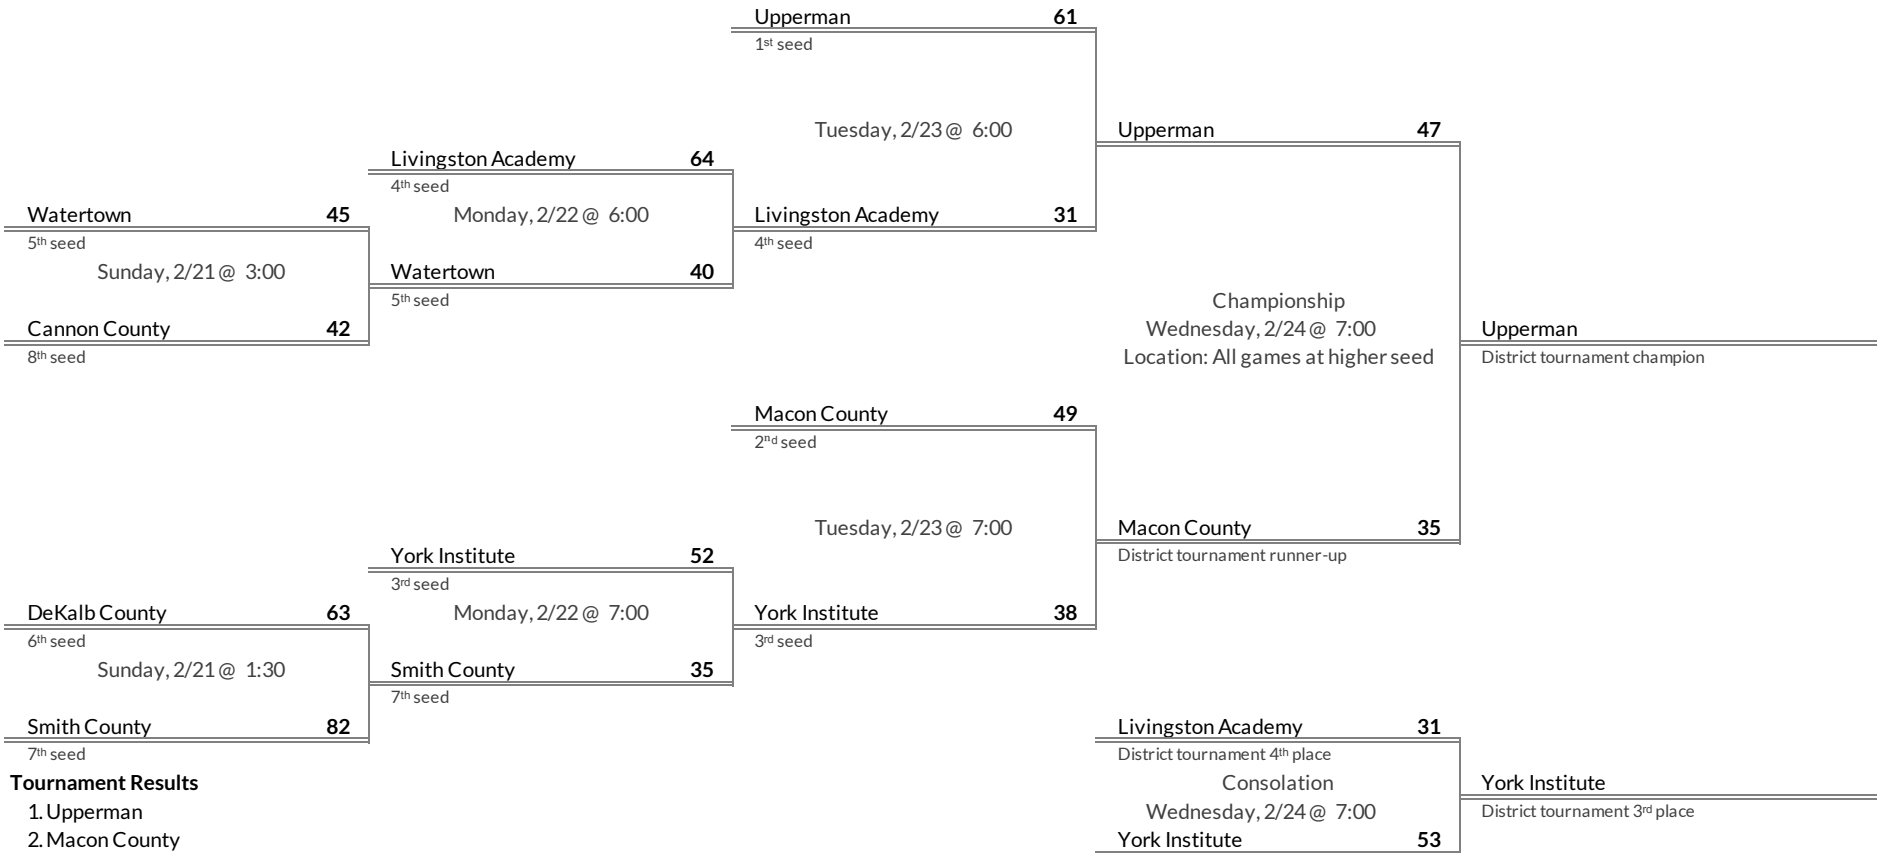 Upperman 61
1st seed
Tuesday, 2/23 @ 6:00
Upperman 47
Livingston Academy 64
4th seed
Monday, 2/22 @ 6:00
Watertown 45
5th seed
Livingston Academy 31
4th seed
Sunday, 2/21 @ 3:00
Watertown 40
5th seed
Cannon County 42
8th seed
Championship
Wednesday, 2/24 @ 7:00
Location: All games at higher seed
Upperman
District tournament champion
Macon County 49
2nd seed
Tuesday, 2/23 @ 7:00
Macon County 35
District tournament runner-up
York Institute 52
3rd seed
Monday, 2/22 @ 7:00
DeKalb County 63
6th seed
York Institute 38
3rd seed
Sunday, 2/21 @ 1:30
Smith County 35
7th seed
Smith County 82
7th seed
Livingston Academy 31
District tournament 4th place
Consolation
Wednesday, 2/24 @ 7:00
York Institute 53
York Institute
District tournament 3rd place
Tournament Results
1. Upperman
2. Macon County